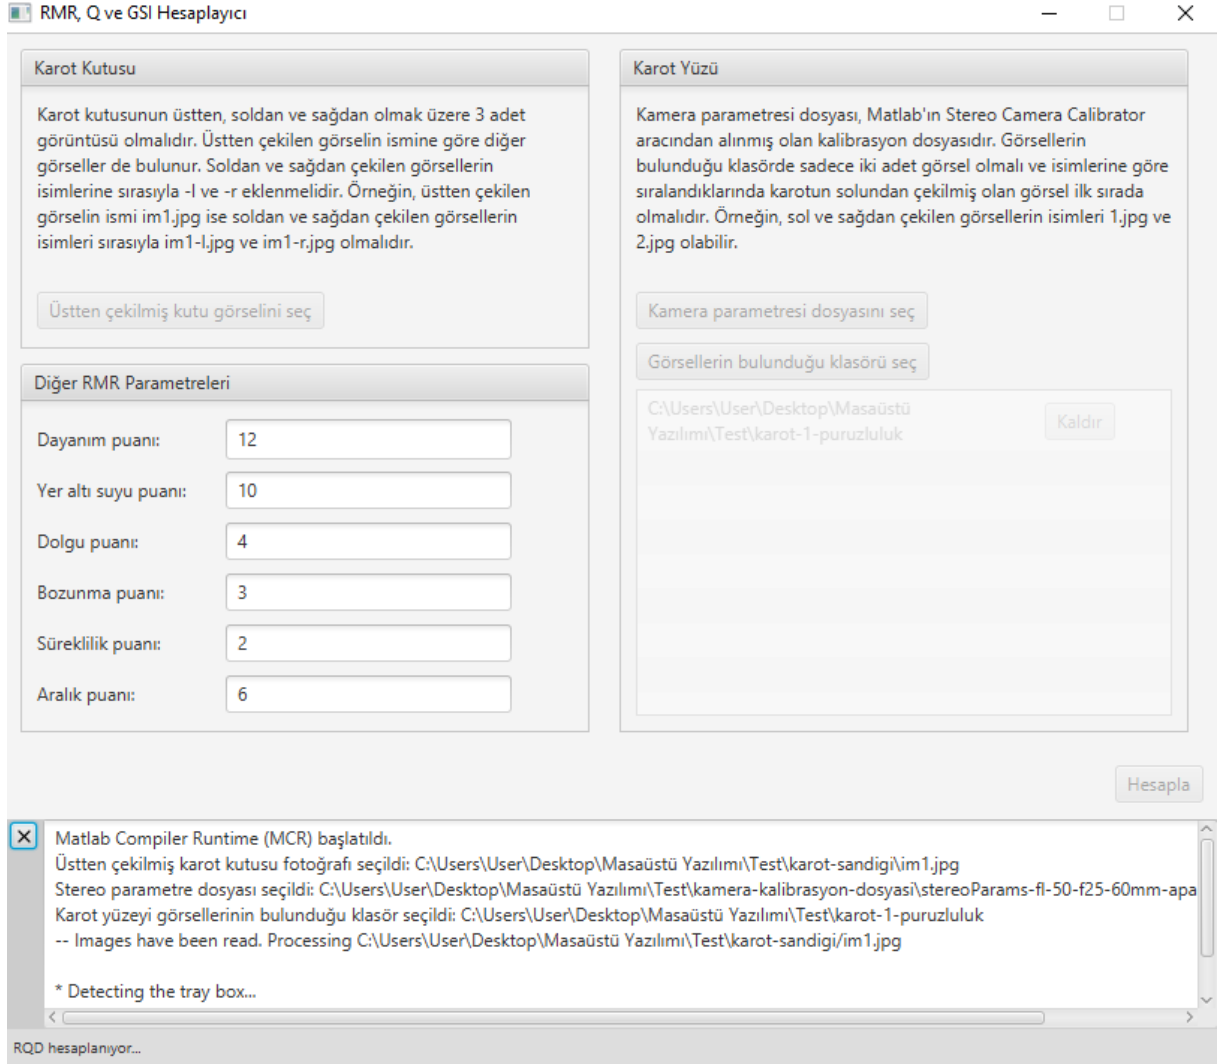 RMR, Q ve GSI Hesaplayıcı
Karot Kutusu
Karot kutusunun üstten, soldan ve sağdan olmak üzere 3 adet
görüntüsü olmalıdır. Üstten çekilen görselin ismine göre diğer
görseller de bulunur. Soldan ve sağdan çekilen görsellerin
isimlerine sırasıyla -l ve -r eklenmelidir. Örneğin, üstten çekilen
görselin ismi im1.jpg ise soldan ve sağdan çekilen görsellerin
isimleri sırasıyla im1-l.jpg ve im1-r.jpg olmalıdır.
Üstten çekilmiş kutu görselini seç
Diğer RMR Parametreleri
Dayanım puanı: 12
Yer altı suyu puanı: 10
Dolgu puanı: 4
Bozunma puanı: 3
Süreklilik puanı: 2
Aralık puanı: 6
Karot Yüzü
Kamera parametresi dosyası, Matlab'ın Stereo Camera Calibrator
aracından alınmış olan kalibrasyon dosyasıdır. Görsellerin
bulunduğu klasörde sadece iki adet görsel olmalı ve isimlerine göre
sıralandıklarında karotun solundan çekilmiş olan görsel ilk sırada
olmalıdır. Örneğin, sol ve sağdan çekilen görsellerin isimleri 1.jpg ve
2.jpg olabilir.
Kamera parametresi dosyasını seç
Görsellerin bulunduğu klasörü seç
C:\Users\User\Desktop\Masaüstü
Yazılımı\Test\karot-1-puruzluluk
Kaldır
Hesapla
Matlab Compiler Runtime (MCR) başlatıldı.
Üstten çekilmiş karot kutusu fotoğrafı seçildi: C:\Users\User\Desktop\Masaüstü Yazılımı\Test\karot-sandigi\im1.jpg
Stereo parametre dosyası seçildi: C:\Users\User\Desktop\Masaüstü Yazılımı\Test\kamera-kalibrasyon-dosyasi\stereoParams-fl-50-f25-60mm-apa
Karot yüzeyi görsellerinin bulunduğu klasör seçildi: C:\Users\User\Desktop\Masaüstü Yazılımı\Test\karot-1-puruzluluk
-- Images have been read. Processing C:\Users\User\Desktop\Masaüstü Yazılımı\Test\karot-sandigi/im1.jpg
* Detecting the tray box...
RQD hesaplanıyor...